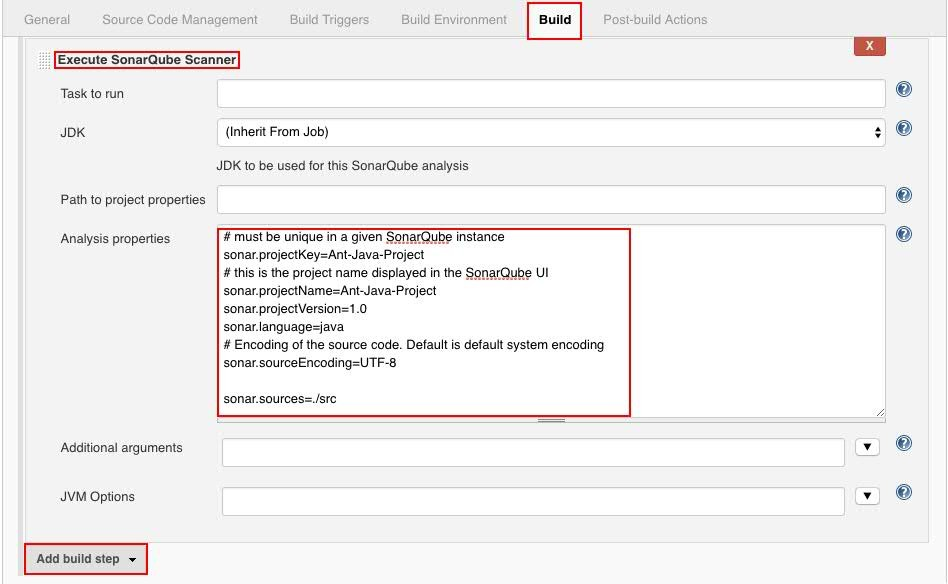 General Source Code Management Build Triggers Build Environment Build Post-build Actions
X
Execute SonarQube Scanner
Task to run
?
JDK
(Inherit From Job)
?
JDK to be used for this SonarQube analysis
Path to project properties
?
Analysis properties
?
# must be unique in a given SonarQube instance
sonar.projectKey=Ant-Java-Project
# this is the project name displayed in the SonarQube UI
sonar.projectName=Ant-Java-Project
sonar.projectVersion=1.0
sonar.language=java
# Encoding of the source code. Default is default system encoding
sonar.sourceEncoding=UTF-8
sonar.sources=./src
Additional arguments
?
JVM Options
?
Add build step